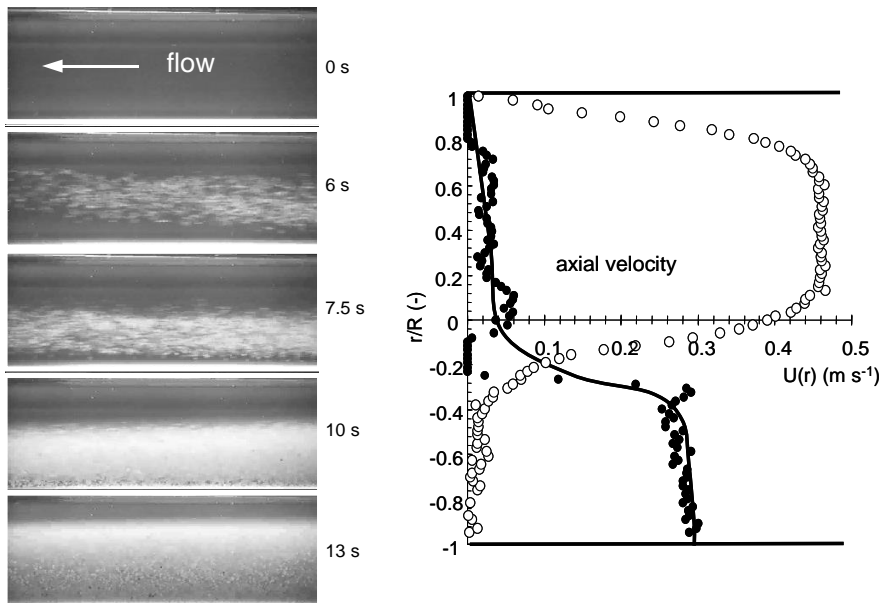 flow
0 s
6 s
7.5 s
10 s
13 s
1
0.8
0.6
0.4
0.2
0
-0.2
-0.4
-0.6
-0.8
-1
r/R (-)
axial velocity
0.1
0.2
0.3
0.4
0.5
U(r) (m s⁻¹)